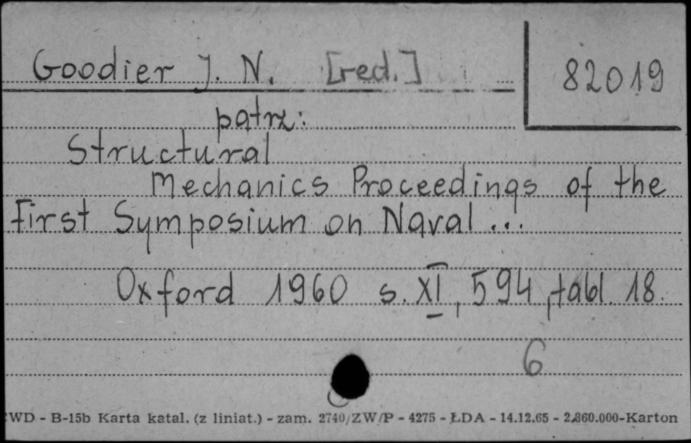 Goodier J. N. [red.] 82019
patrz:
Structural
Mechanics Proceedings of the
First Symposium on Naval...
Oxford 1960 s. XI, 594, tabl. 18.
6
WD - B-15b Karta katal. (z liniat.) - zam. 2740/ZW/P - 4275 - ŁDA - 14.12.65 - 2.860.000-Karton